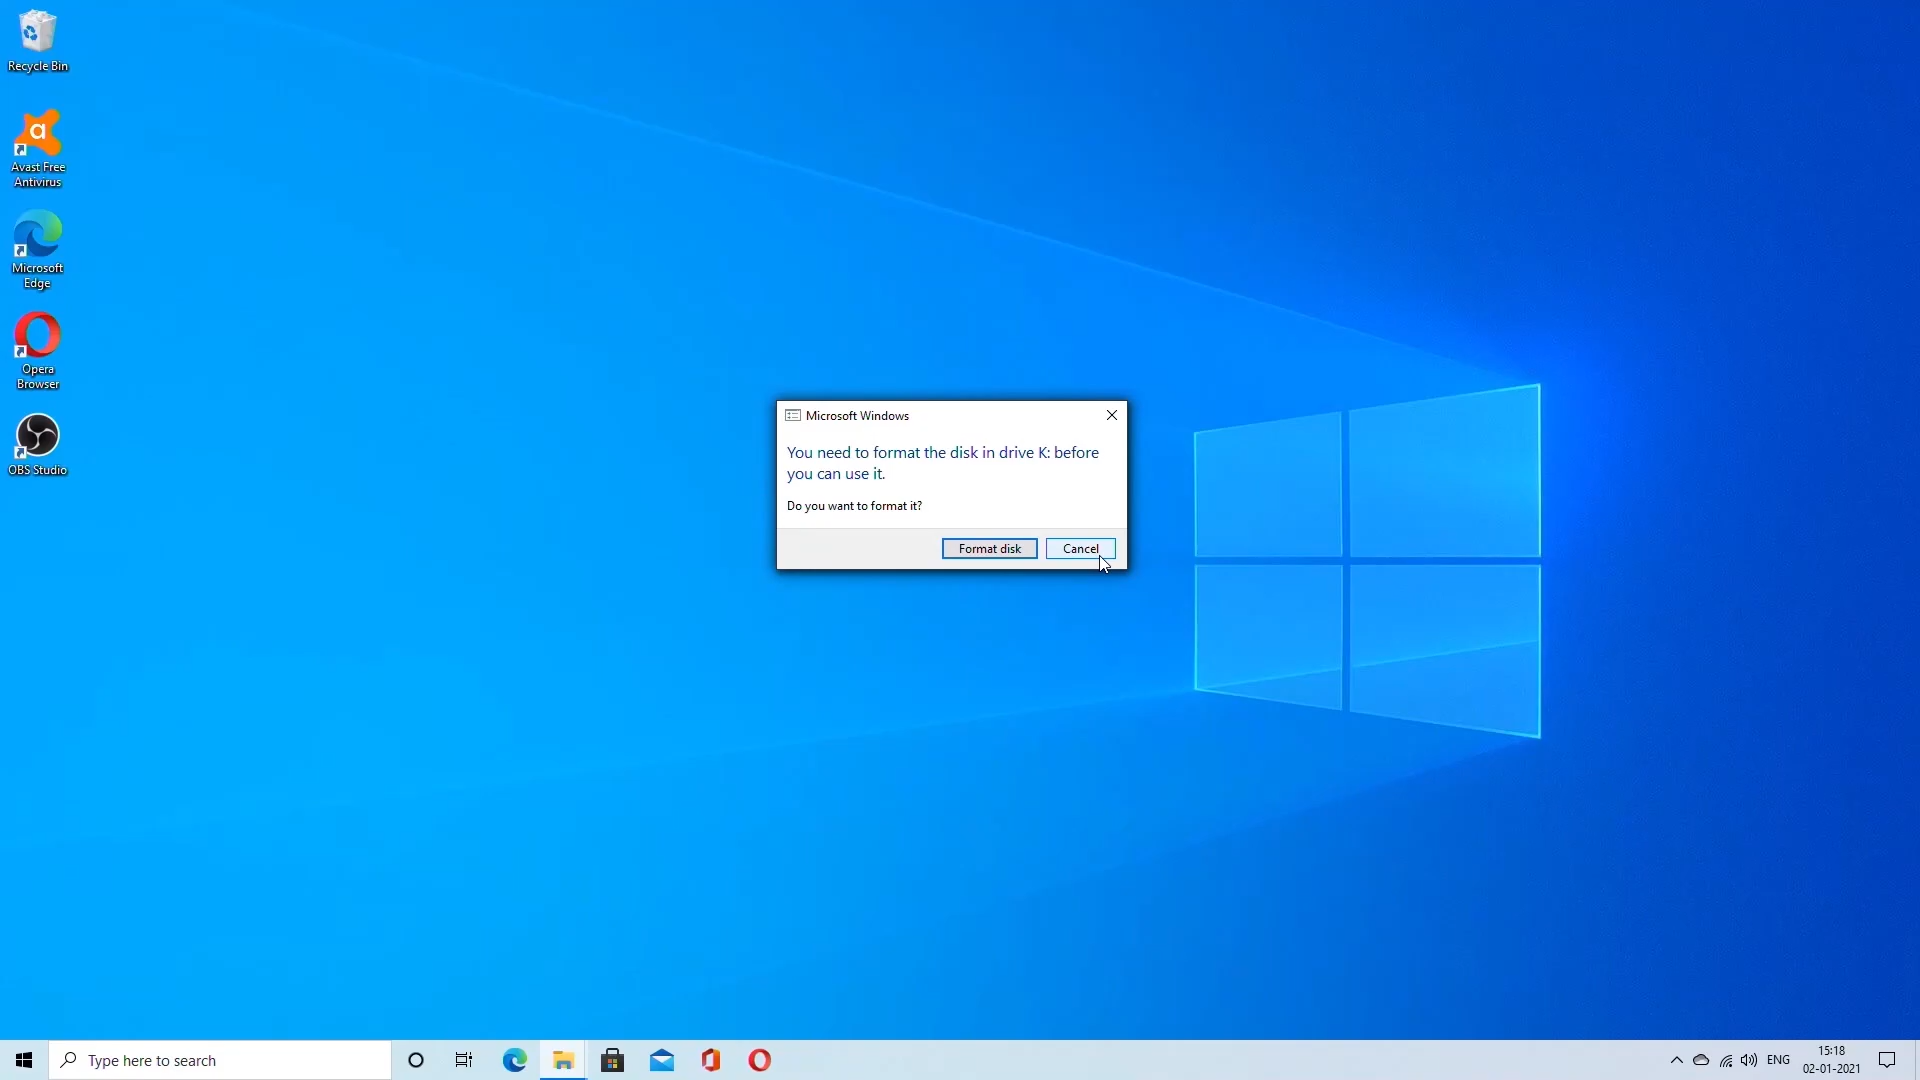 Recycle Bin
Avast Free
Antivirus
Microsoft
Edge
Opera
Browser
OBS Studio
Microsoft Windows
You need to format the disk in drive K: before
you can use it.
Do you want to format it?
Format disk
Cancel
Type here to search
ENG
15:18
02-01-2021